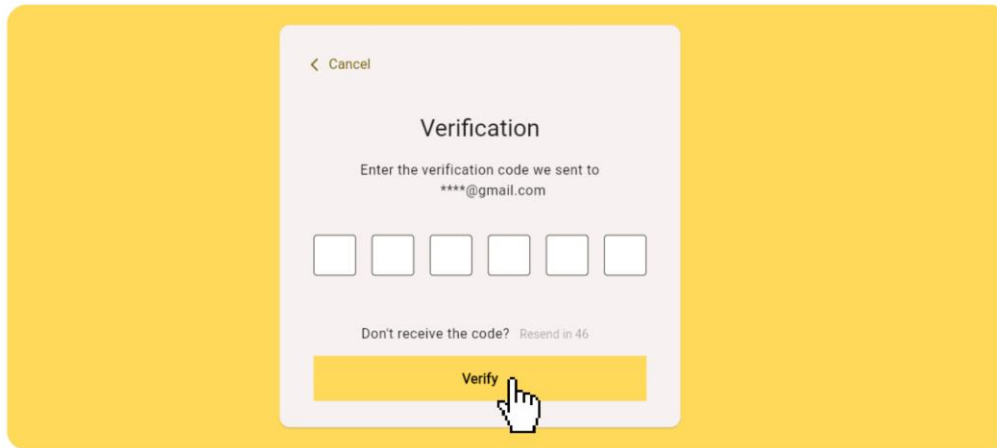 Cancel
Verification
Enter the verification code we sent to
****@gmail.com
Don't receive the code? Resend in 46
Verify